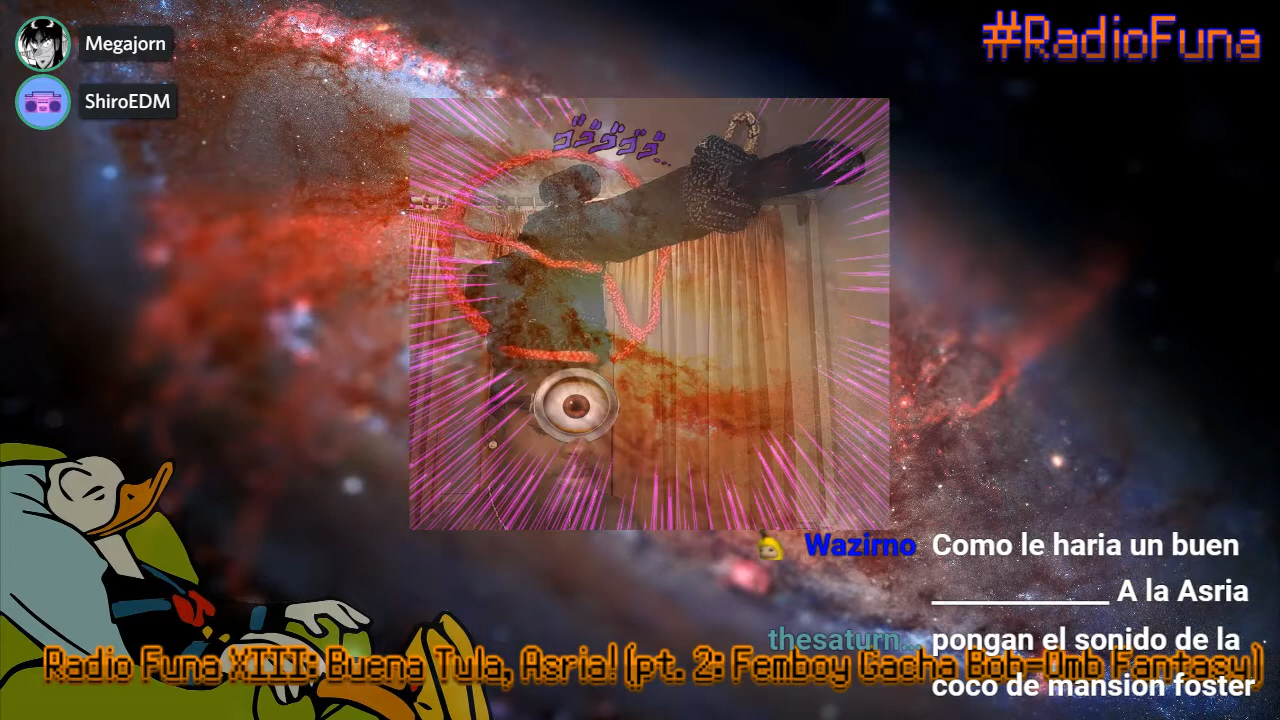 Megajorn
#RadioFuna
ShiroEDM
ゴゴゴゴゴ...
Wazirno Como le haria un buen
___________ A la Asria
thesaturn... pongan el sonido de la
coco de mansion foster
Radio Funa XIII: Buena Tula, Asria! (pt. 2: Femboy Gacha Bob-Omb Fantasy)